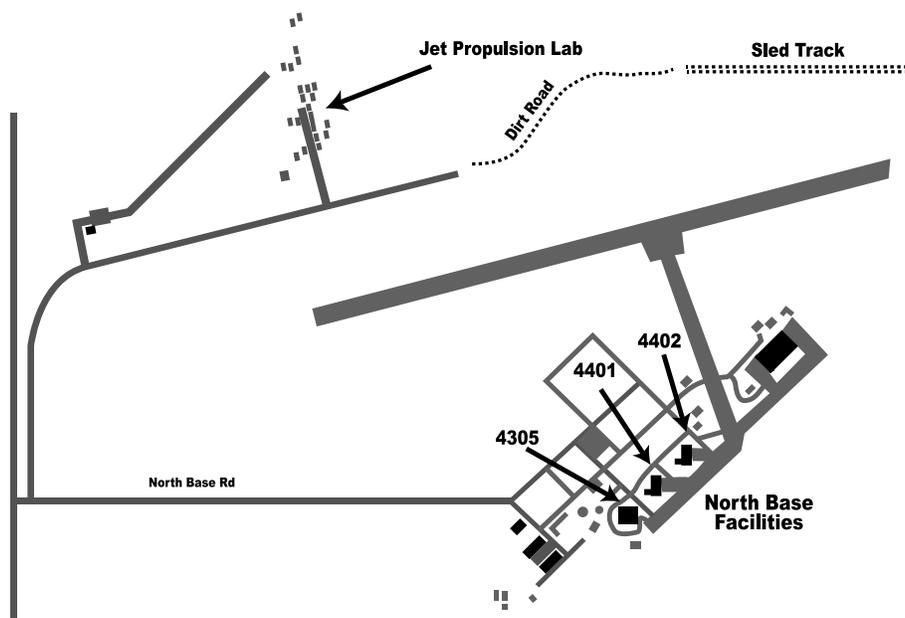 Jet Propulsion Lab
Sled Track
Dirt Road
4402
4401
4305
North Base Rd
North Base
Facilities